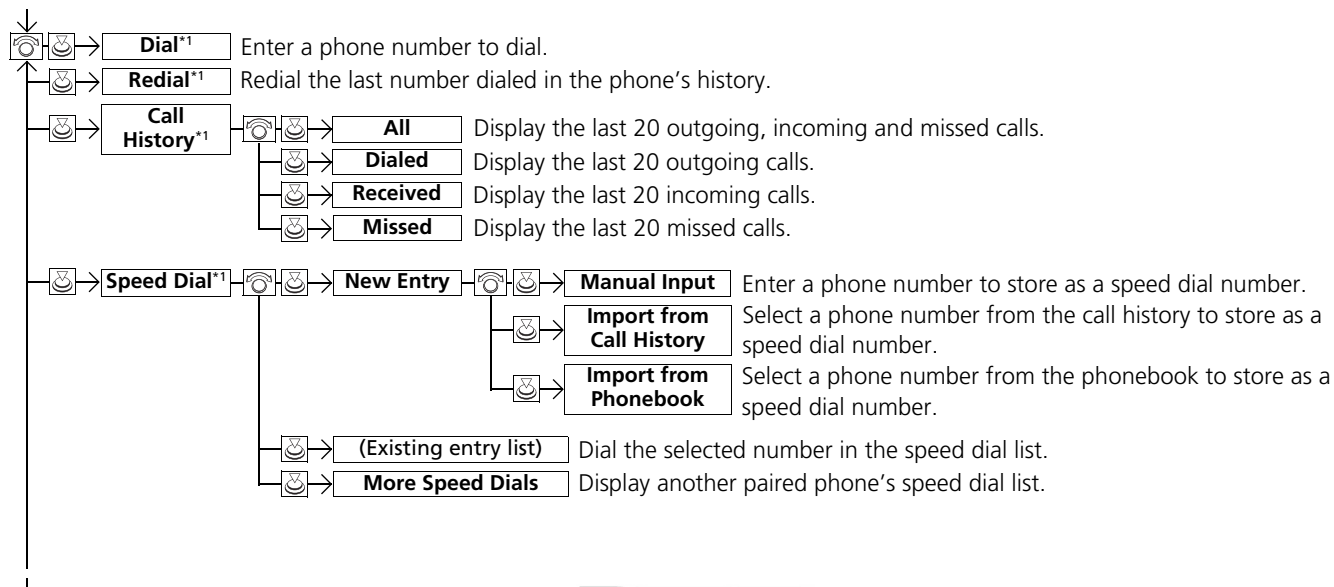 Dial*1 Enter a phone number to dial.
Redial*1 Redial the last number dialed in the phone's history.
Call
History*1
All Display the last 20 outgoing, incoming and missed calls.
Dialed Display the last 20 outgoing calls.
Received Display the last 20 incoming calls.
Missed Display the last 20 missed calls.
Speed Dial*1 New Entry Manual Input Enter a phone number to store as a speed dial number.
Import from
Call History
Select a phone number from the call history to store as a
speed dial number.
Import from
Phonebook
Select a phone number from the phonebook to store as a
speed dial number.
(Existing entry list) Dial the selected number in the speed dial list.
More Speed Dials Display another paired phone's speed dial list.